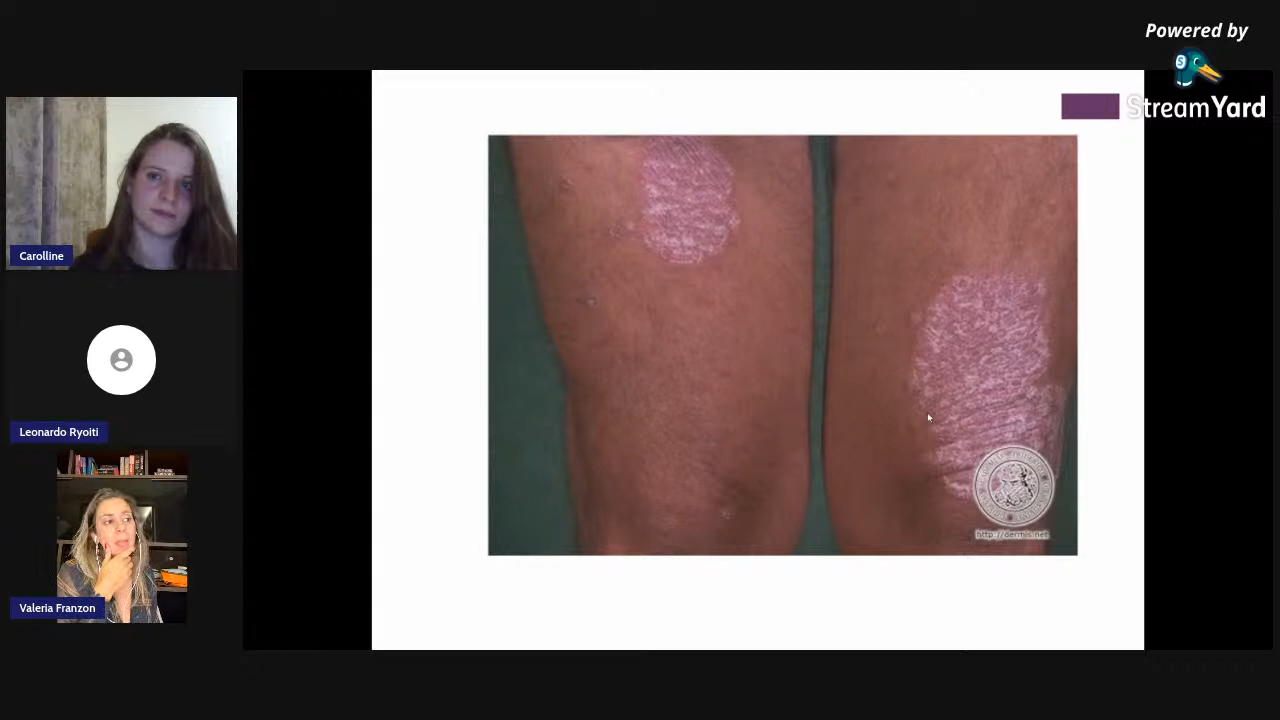 Powered by
StreamYard
Carolline
Leonardo Ryoiti
Valeria Franzon
http://dermis.net